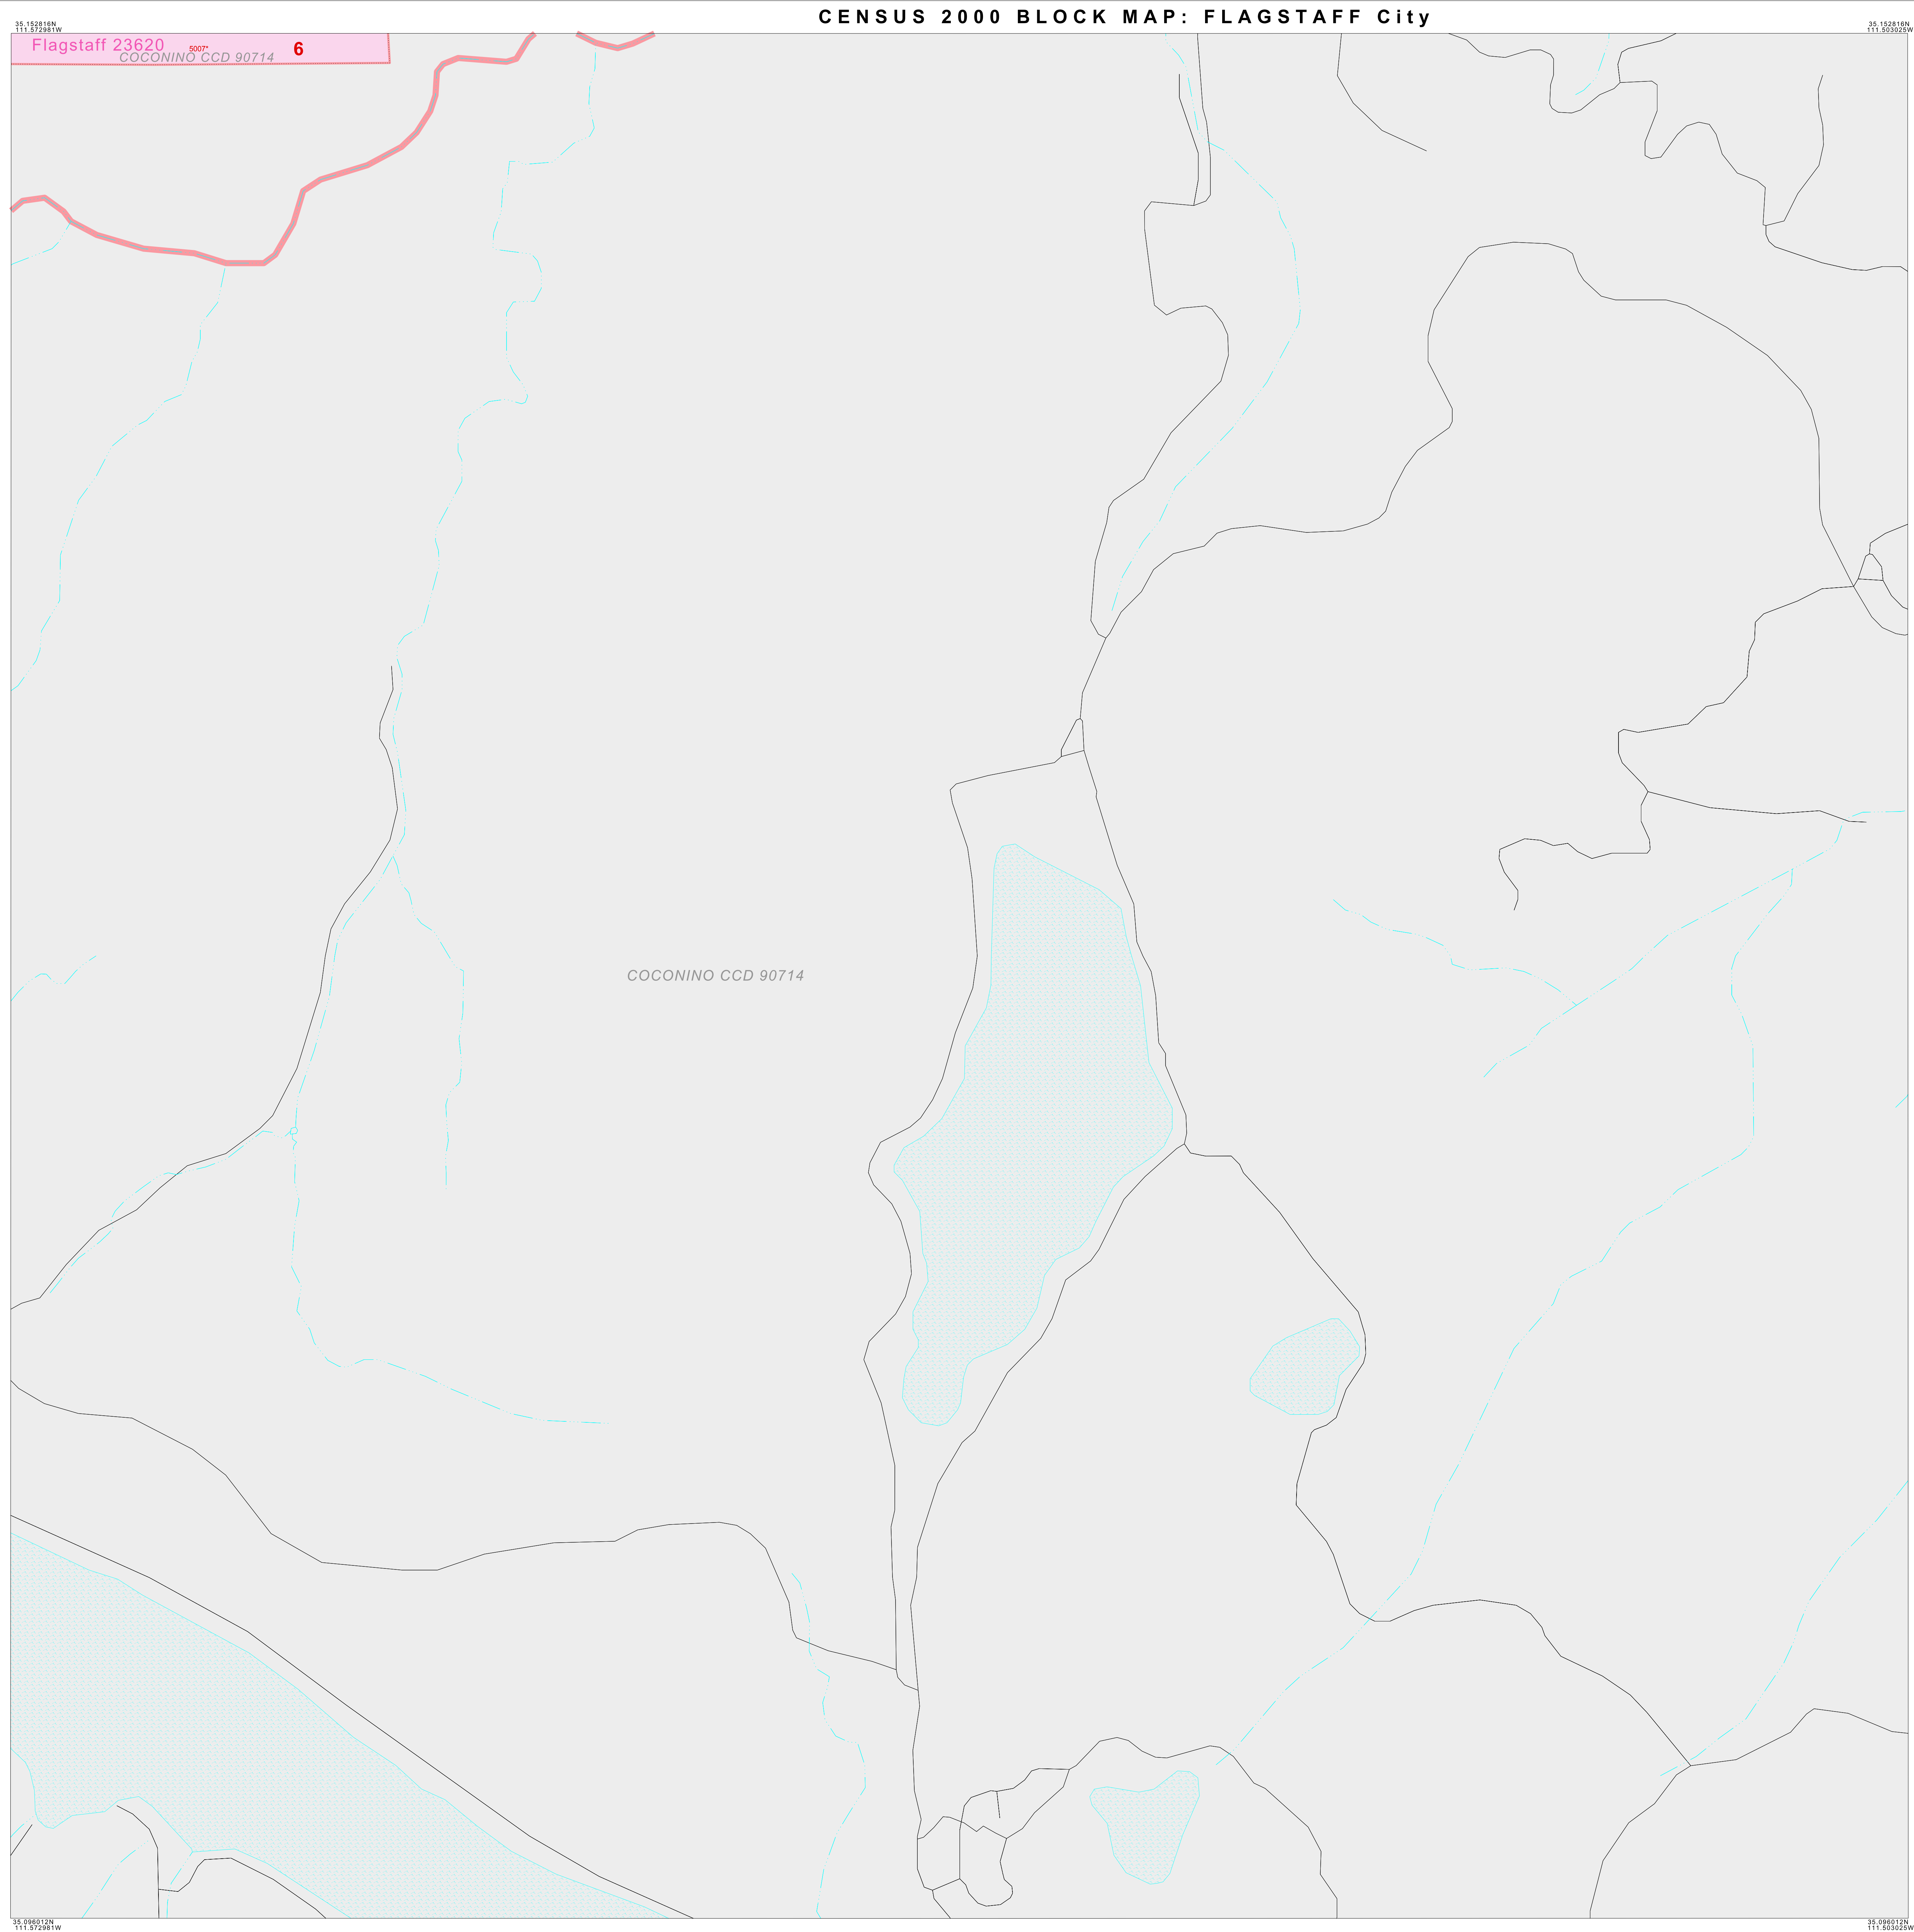 CENSUS 2000 BLOCK MAP: FLAGSTAFF City
35.152816N
111.572981W
35.152816N
111.503025W
Flagstaff 23620
5007*
6
COCONINO CCD 90714
COCONINO CCD 90714
35.096012N
111.572981W
35.096012N
111.503025W